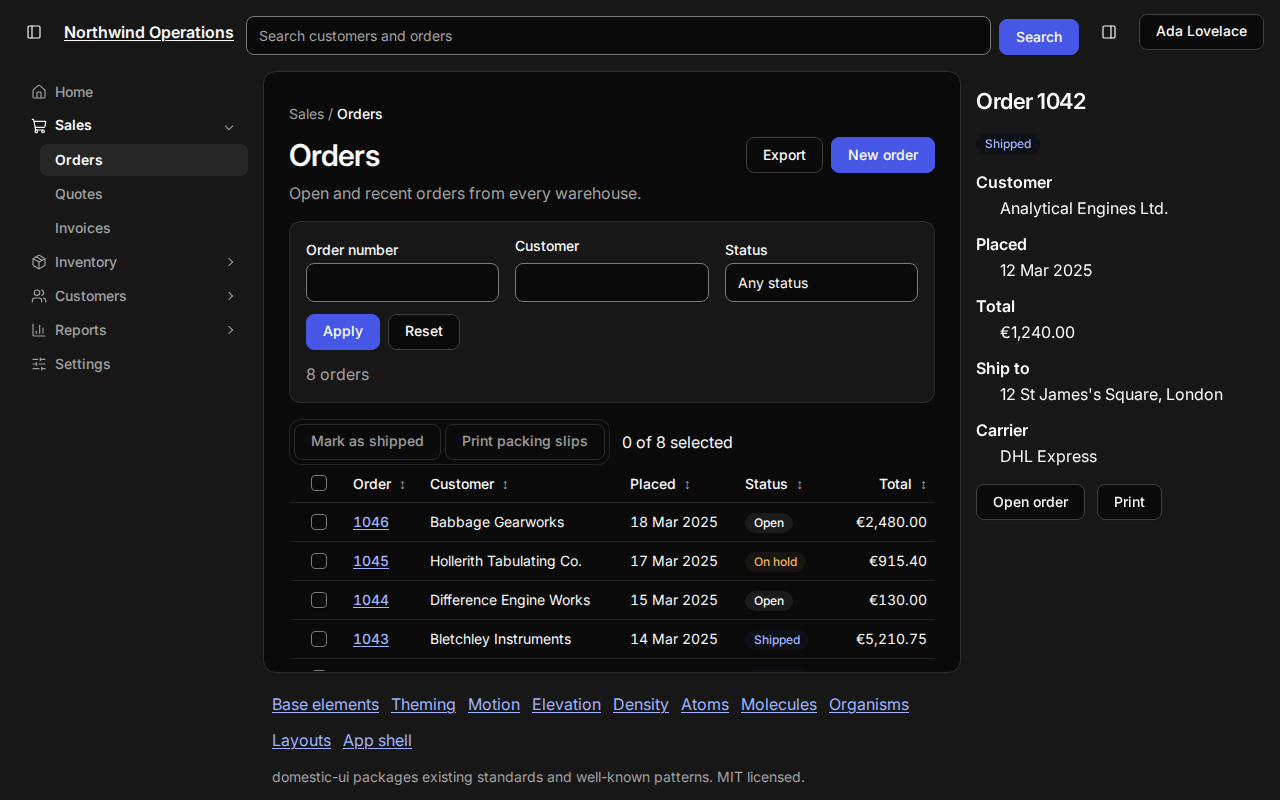 Northwind Operations
Search customers and orders
Search
Ada Lovelace
Home
Sales
Orders
Quotes
Invoices
Inventory
Customers
Reports
Settings
Sales / Orders
Orders
Export
New order
Open and recent orders from every warehouse.
Order number
Customer
Status
Any status
Apply
Reset
8 orders
Mark as shipped
Print packing slips
0 of 8 selected
Order ↕ Customer ↕ Placed ↕ Status ↕ Total ↕
1046 Babbage Gearworks 18 Mar 2025 Open €2,480.00
1045 Hollerith Tabulating Co. 17 Mar 2025 On hold €915.40
1044 Difference Engine Works 15 Mar 2025 Open €130.00
1043 Bletchley Instruments 14 Mar 2025 Shipped €5,210.75
Order 1042
Shipped
Customer
Analytical Engines Ltd.
Placed
12 Mar 2025
Total
€1,240.00
Ship to
12 St James's Square, London
Carrier
DHL Express
Open order
Print
Base elements Theming Motion Elevation Density Atoms Molecules Organisms
Layouts App shell
domestic-ui packages existing standards and well-known patterns. MIT licensed.